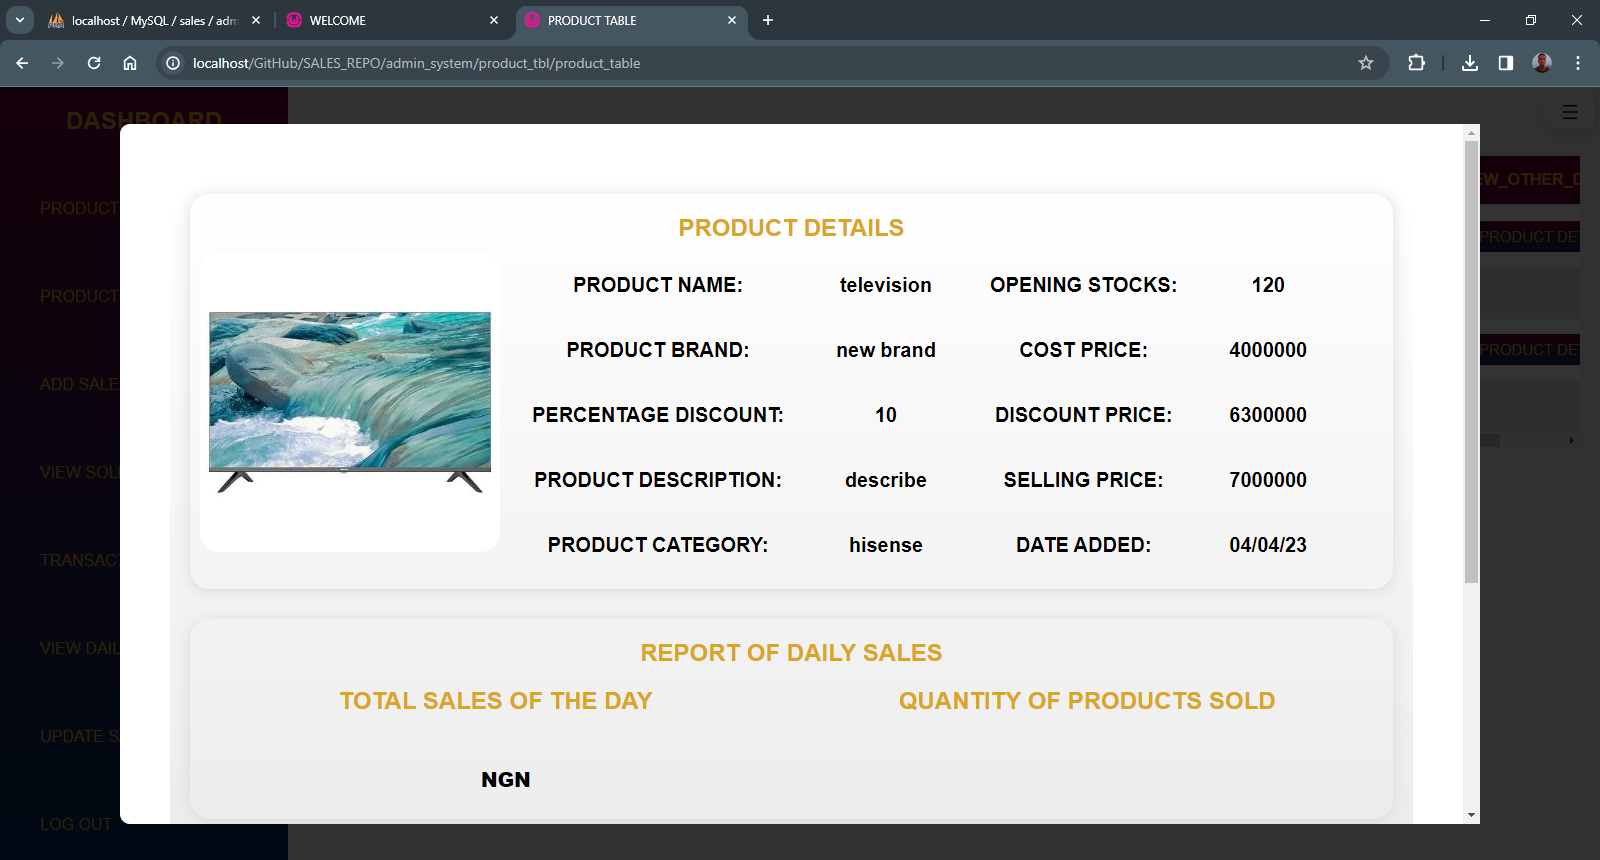 localhost / MySQL / sales / adm
WELCOME
PRODUCT TABLE
localhost/GitHub/SALES_REPO/admin_system/product_tbl/product_table
DASHBOARD
PRODUCT
PRODUCT
ADD SALE
VIEW SOL
TRANSACT
VIEW DAIL
UPDATE S
LOG OUT
EW_OTHER_D
PRODUCT DE
PRODUCT DE
PRODUCT DETAILS
PRODUCT NAME: television OPENING STOCKS: 120
PRODUCT BRAND: new brand COST PRICE: 4000000
PERCENTAGE DISCOUNT: 10 DISCOUNT PRICE: 6300000
PRODUCT DESCRIPTION: describe SELLING PRICE: 7000000
PRODUCT CATEGORY: hisense DATE ADDED: 04/04/23
REPORT OF DAILY SALES
TOTAL SALES OF THE DAY QUANTITY OF PRODUCTS SOLD
NGN